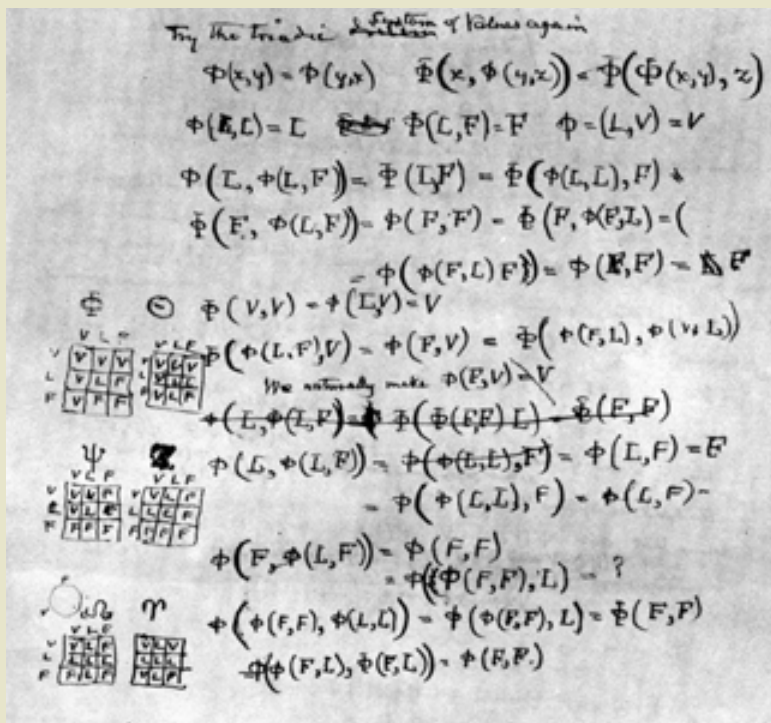 Try the Triadic System of Values again
Φ(x,y) = Φ(y,x) Φ(x, Φ(y,z)) = Φ(Φ(x,y), z)
Φ(L,L) = L Φ(L,F) = F Φ=(L,V) = V
Φ(L, Φ(L,F)) = Φ(L,F) = Φ(Φ(L,L), F)
Φ(F, Φ(L,F)) = Φ(F,F) = Φ(F, Φ(F,L) = (
= Φ(Φ(F,L) F)) = Φ(F,F) = F
Φ Θ
Φ(V,V) = Φ(L,V) = V
V L F
V V V V
L V L F
F V F F
V L F
Φ(Φ(L,F),V) = Φ(F,V) = Φ(Φ(F,L), Φ(V,L))
We naturally make Φ(F,V) = V
Φ(L, Φ(L,F)) = Φ(Φ(F,F) L) = Φ(F,F)
Ψ Z
V L F
V L F
Φ(L, Φ(L,F)) = Φ(Φ(L,L),F) = Φ(L,F) = F
= Φ(Φ(L,L), F) = Φ(L,F) =
Φ(F, Φ(L,F)) = Φ(F,F)
= Φ((Φ(F,F), L) = ?
Φ(Φ(F,F), Φ(L,L)) = Φ(Φ(F,F), L) = Φ(F,F)
= Φ(Φ(F,L), Φ(F,L)) = Φ(F,F)
Ω ϒ
V L F
V V L F
L L L L
F F L F
V L V
L L L
V L F